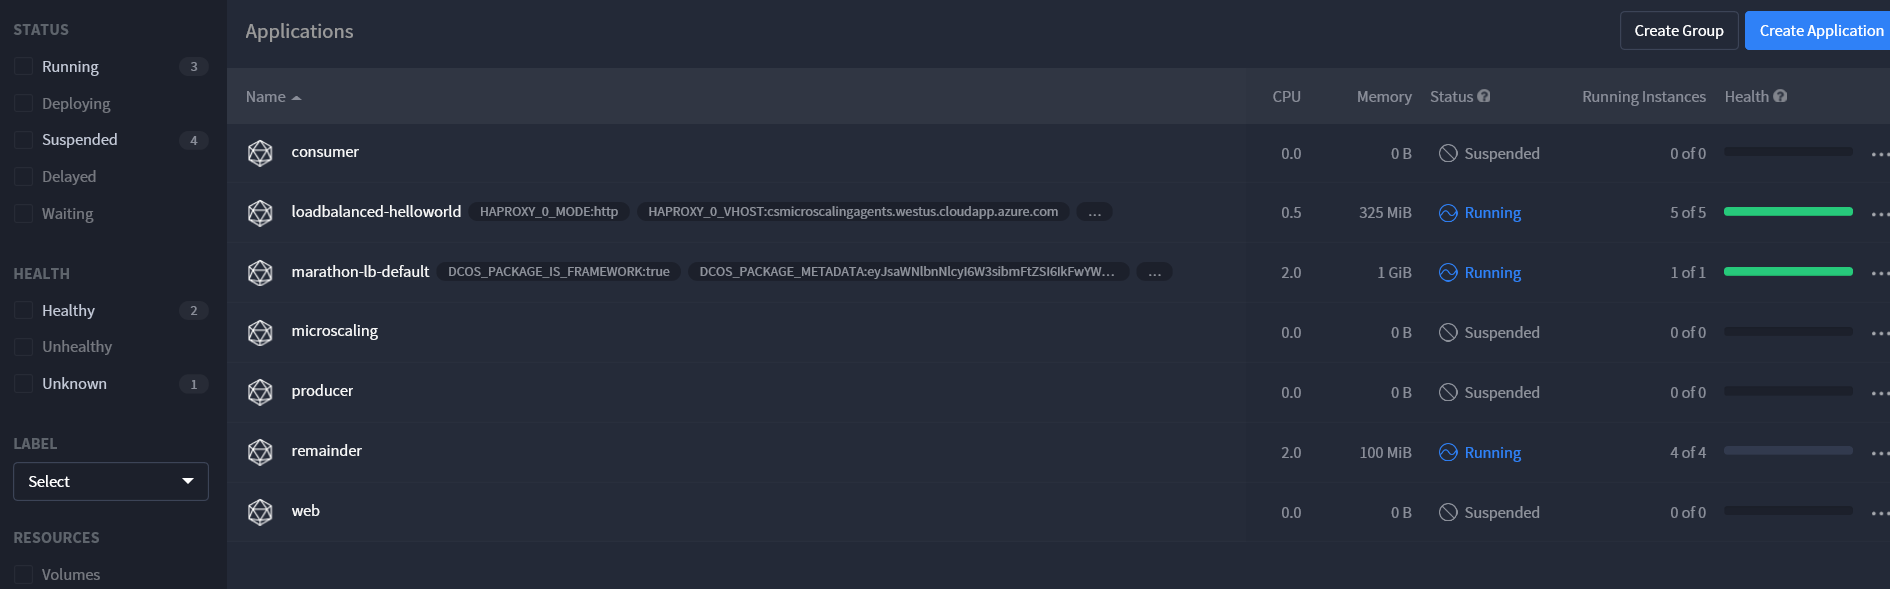 STATUS
Running 3
Deploying
Suspended 4
Delayed
Waiting
HEALTH
Healthy 2
Unhealthy
Unknown 1
LABEL
Select
RESOURCES
Volumes
Applications
Create Group
Create Application
Name CPU Memory Status ? Running Instances Health ?
consumer 0.0 0 B Suspended 0 of 0 ...
loadbalanced-helloworld HAPROXY_0_MODE:http HAPROXY_0_VHOST:csmicroscalingagents.westus.cloudapp.azure.com ... 0.5 325 MiB Running 5 of 5 ...
marathon-lb-default DCOS_PACKAGE_IS_FRAMEWORK:true DCOS_PACKAGE_METADATA:eyJsaWNlbnNlcyI6W3sibmFtZSI6IkFwYW... ... 2.0 1 GiB Running 1 of 1 ...
microscaling 0.0 0 B Suspended 0 of 0 ...
producer 0.0 0 B Suspended 0 of 0 ...
remainder 2.0 100 MiB Running 4 of 4 ...
web 0.0 0 B Suspended 0 of 0 ...